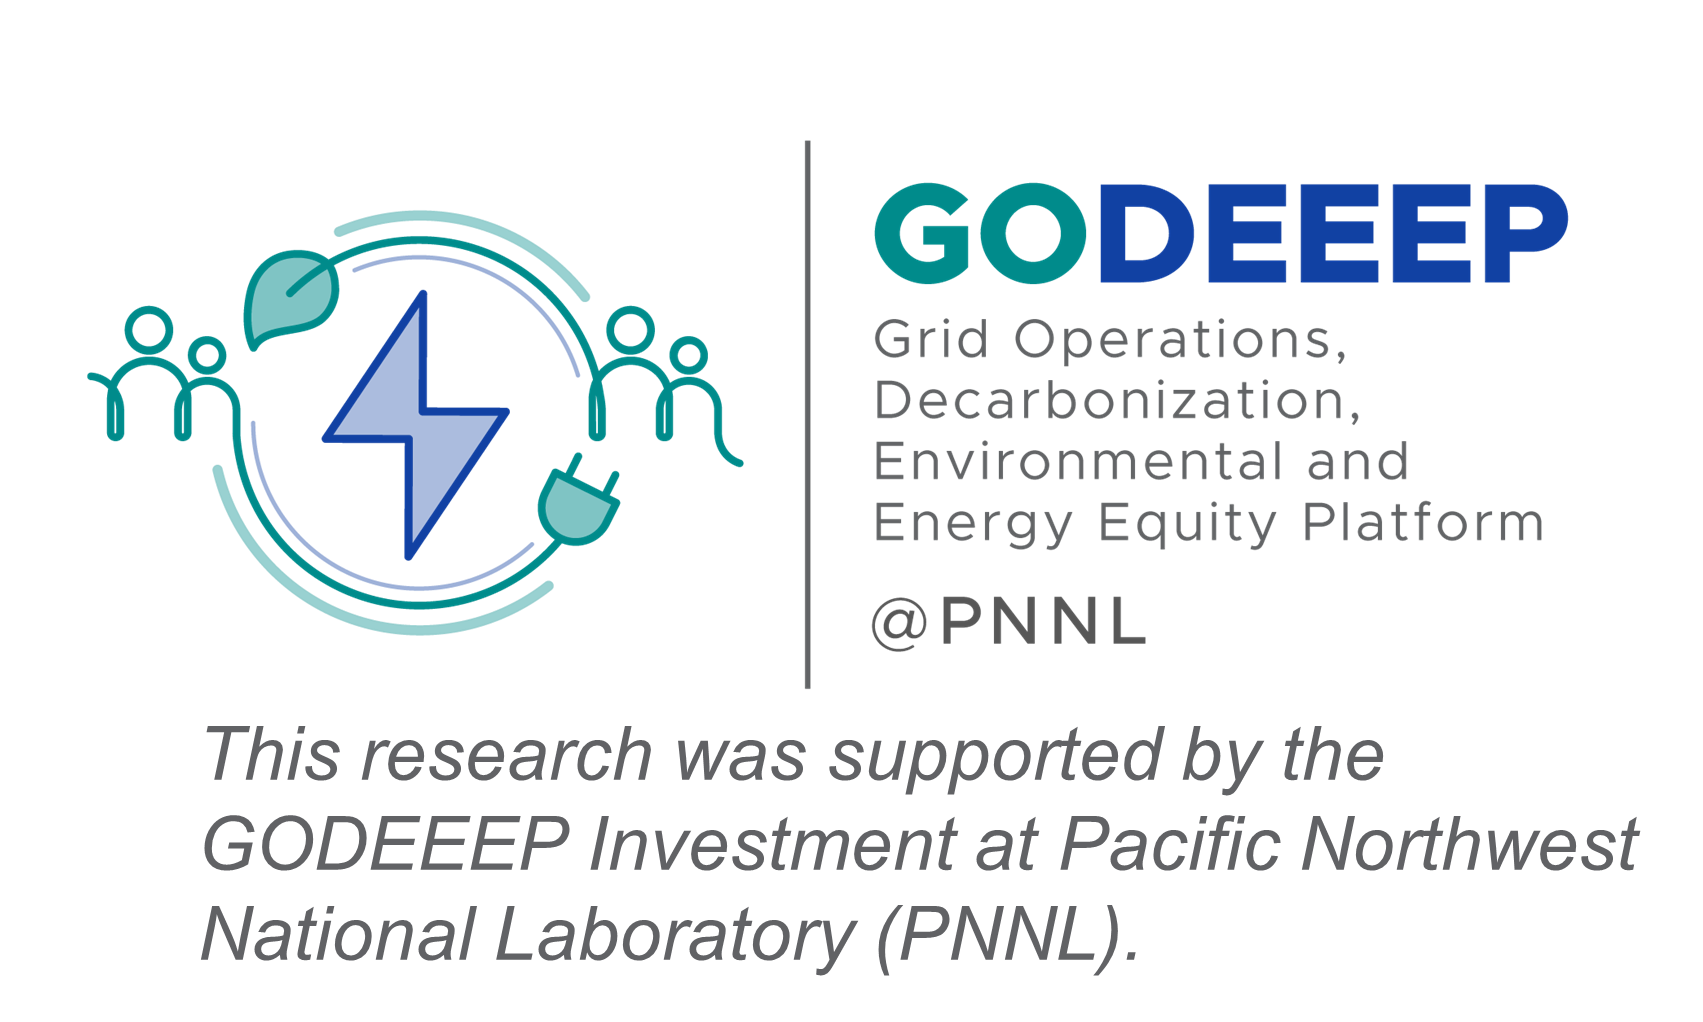 GODEEEP
Grid Operations,
Decarbonization,
Environmental and
Energy Equity Platform
@PNNL
This research was supported by the
GODEEEP Investment at Pacific Northwest
National Laboratory (PNNL).